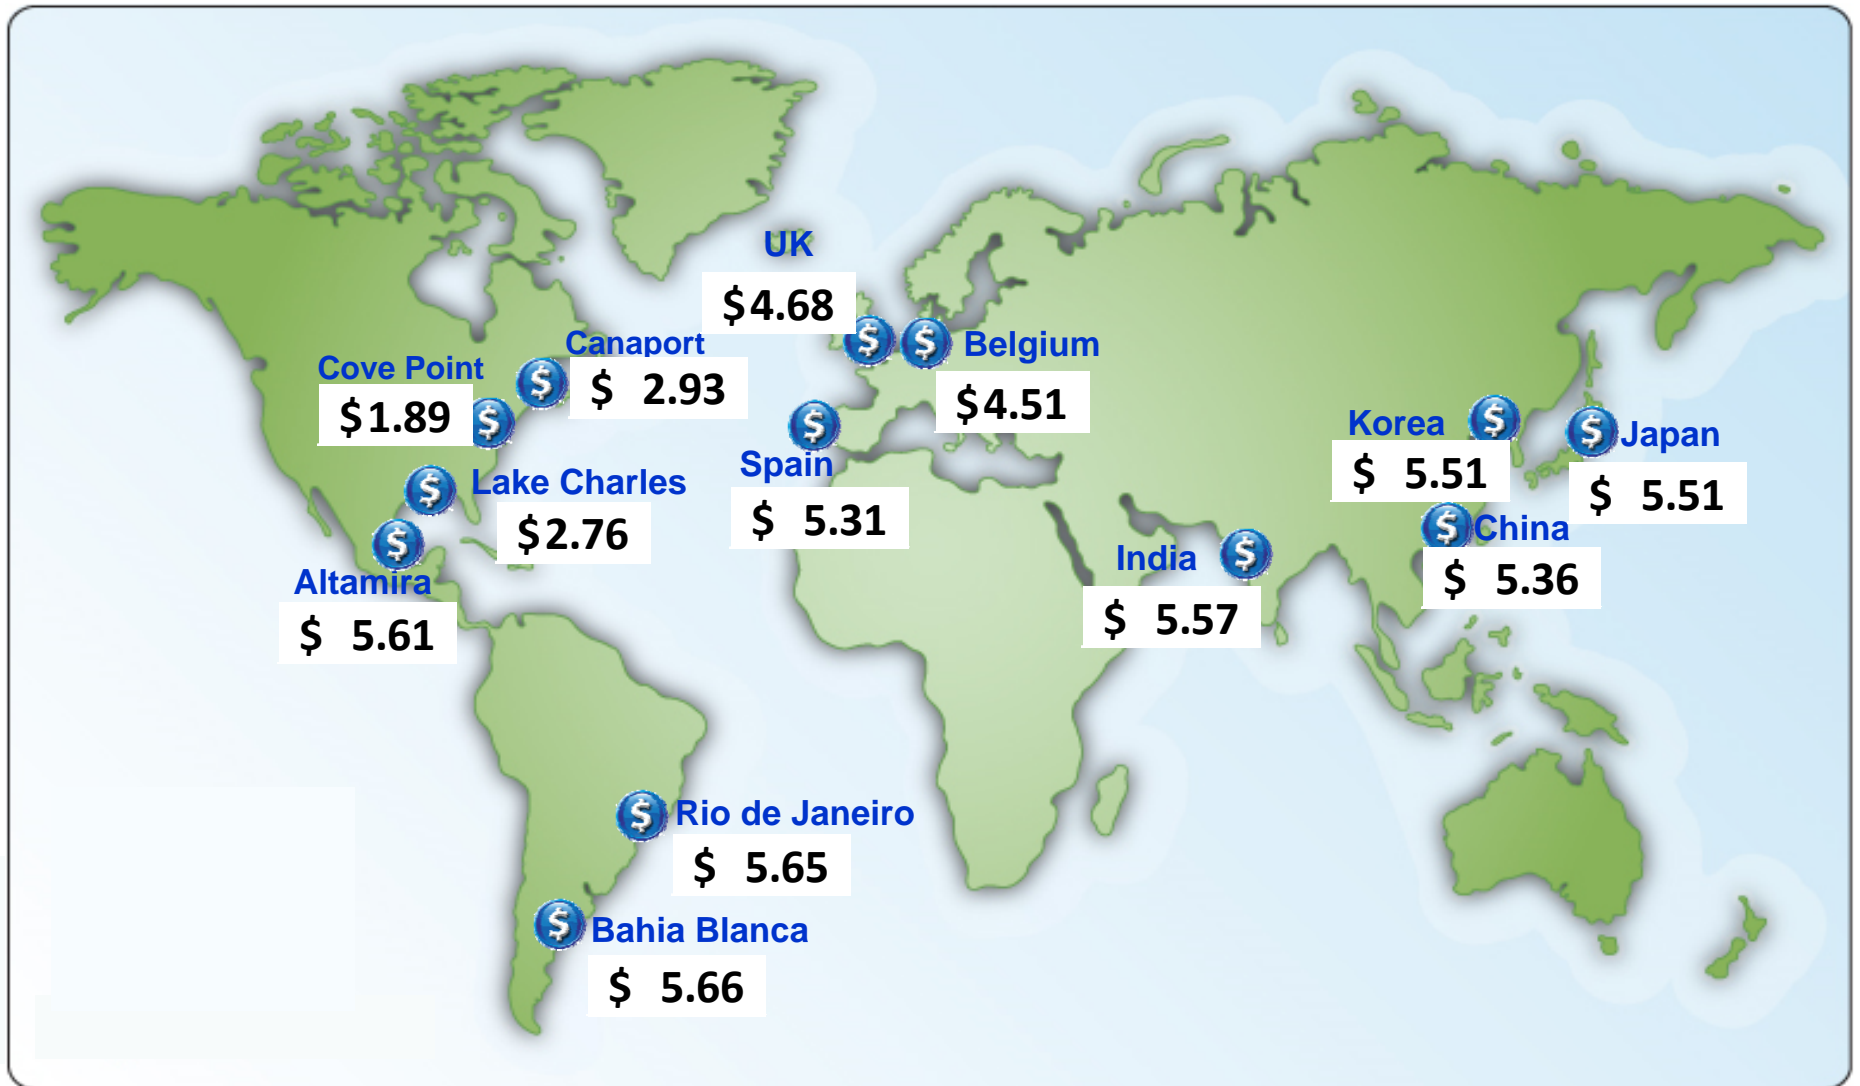 UK
$4.68
Canaport
$ 2.93
Cove Point
$1.89
Belgium
$4.51
Lake Charles
$2.76
Spain
$ 5.31
Altamira
$ 5.61
Korea
$ 5.51
Japan
$ 5.51
China
$ 5.36
India
$ 5.57
Rio de Janeiro
$ 5.65
Bahia Blanca
$ 5.66